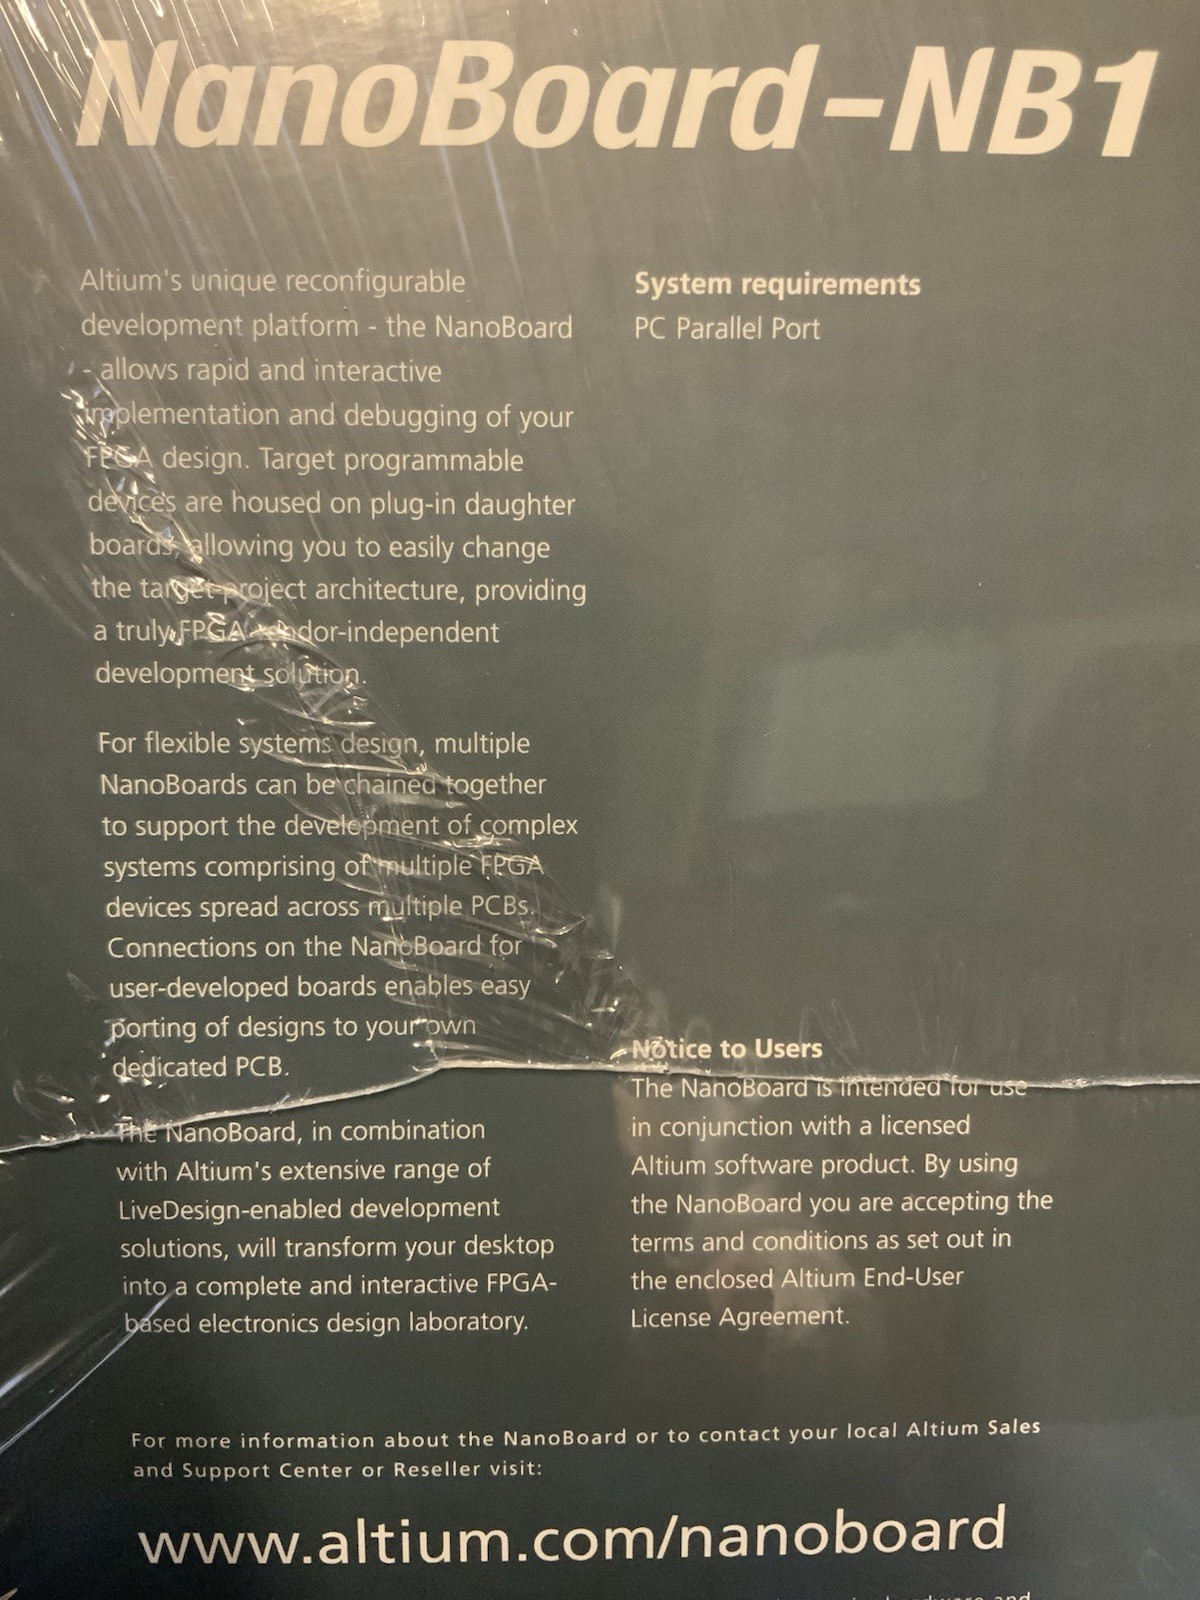 NanoBoard-NB1
Altium's unique reconfigurable
development platform - the NanoBoard
- allows rapid and interactive
implementation and debugging of your
FPGA design. Target programmable
devices are housed on plug-in daughter
boards, allowing you to easily change
the target project architecture, providing
a truly FPGA vendor-independent
development solution.
For flexible systems design, multiple
NanoBoards can be chained together
to support the development of complex
systems comprising of multiple FPGA
devices spread across multiple PCBs.
Connections on the NanoBoard for
user-developed boards enables easy
porting of designs to your own
dedicated PCB.
The NanoBoard, in combination
with Altium's extensive range of
LiveDesign-enabled development
solutions, will transform your desktop
into a complete and interactive FPGA-
based electronics design laboratory.
System requirements
PC Parallel Port
Notice to Users
The NanoBoard is intended for use
in conjunction with a licensed
Altium software product. By using
the NanoBoard you are accepting the
terms and conditions as set out in
the enclosed Altium End-User
License Agreement.
For more information about the NanoBoard or to contact your local Altium Sales
and Support Center or Reseller visit:
www.altium.com/nanoboard